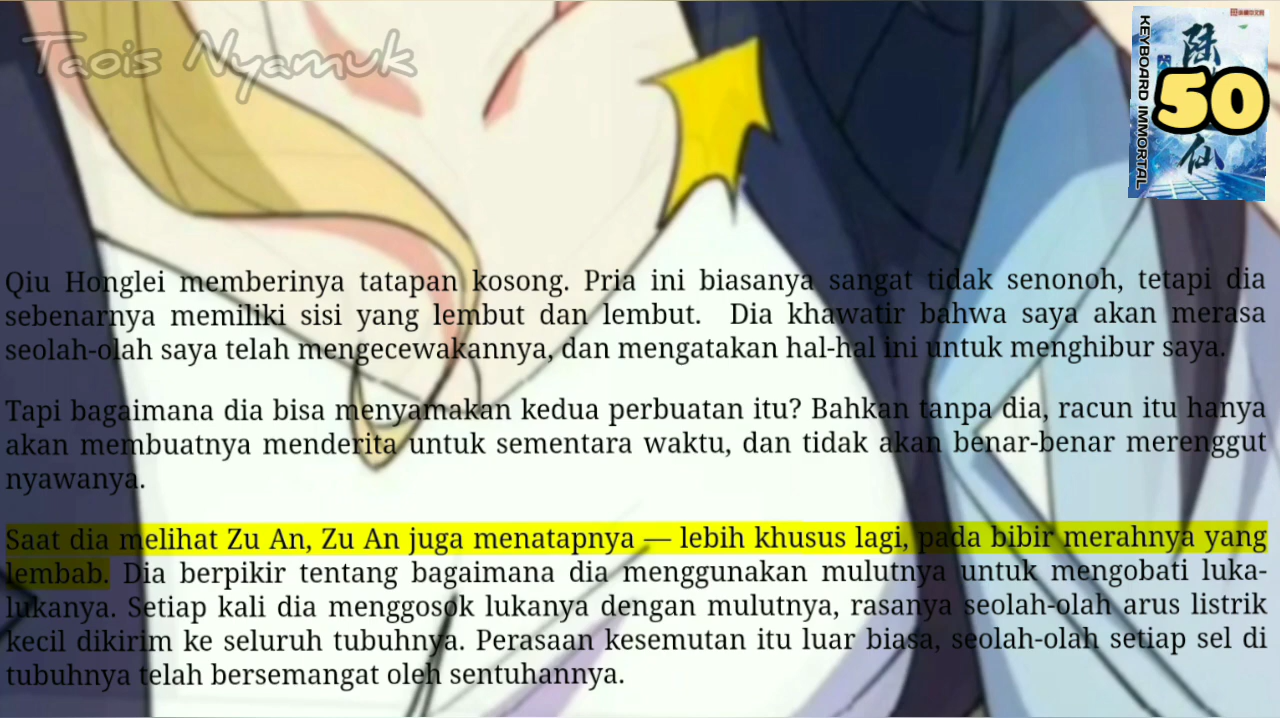 Taois Nyamuk
KEYBOARD IMMORTAL
陆
50
仙
Qiu Honglei memberinya tatapan kosong. Pria ini biasanya sangat tidak senonoh, tetapi dia
sebenarnya memiliki sisi yang lembut dan lembut. Dia khawatir bahwa saya akan merasa
seolah-olah saya telah mengecewakannya, dan mengatakan hal-hal ini untuk menghibur saya.
Tapi bagaimana dia bisa menyamakan kedua perbuatan itu? Bahkan tanpa dia, racun itu hanya
akan membuatnya menderita untuk sementara waktu, dan tidak akan benar-benar merenggut
nyawanya.
Saat dia melihat Zu An, Zu An juga menatapnya — lebih khusus lagi, pada bibir merahnya yang
lembab. Dia berpikir tentang bagaimana dia menggunakan mulutnya untuk mengobati luka-
lukanya. Setiap kali dia menggosok lukanya dengan mulutnya, rasanya seolah-olah arus listrik
kecil dikirim ke seluruh tubuhnya. Perasaan kesemutan itu luar biasa, seolah-olah setiap sel di
tubuhnya telah bersemangat oleh sentuhannya.